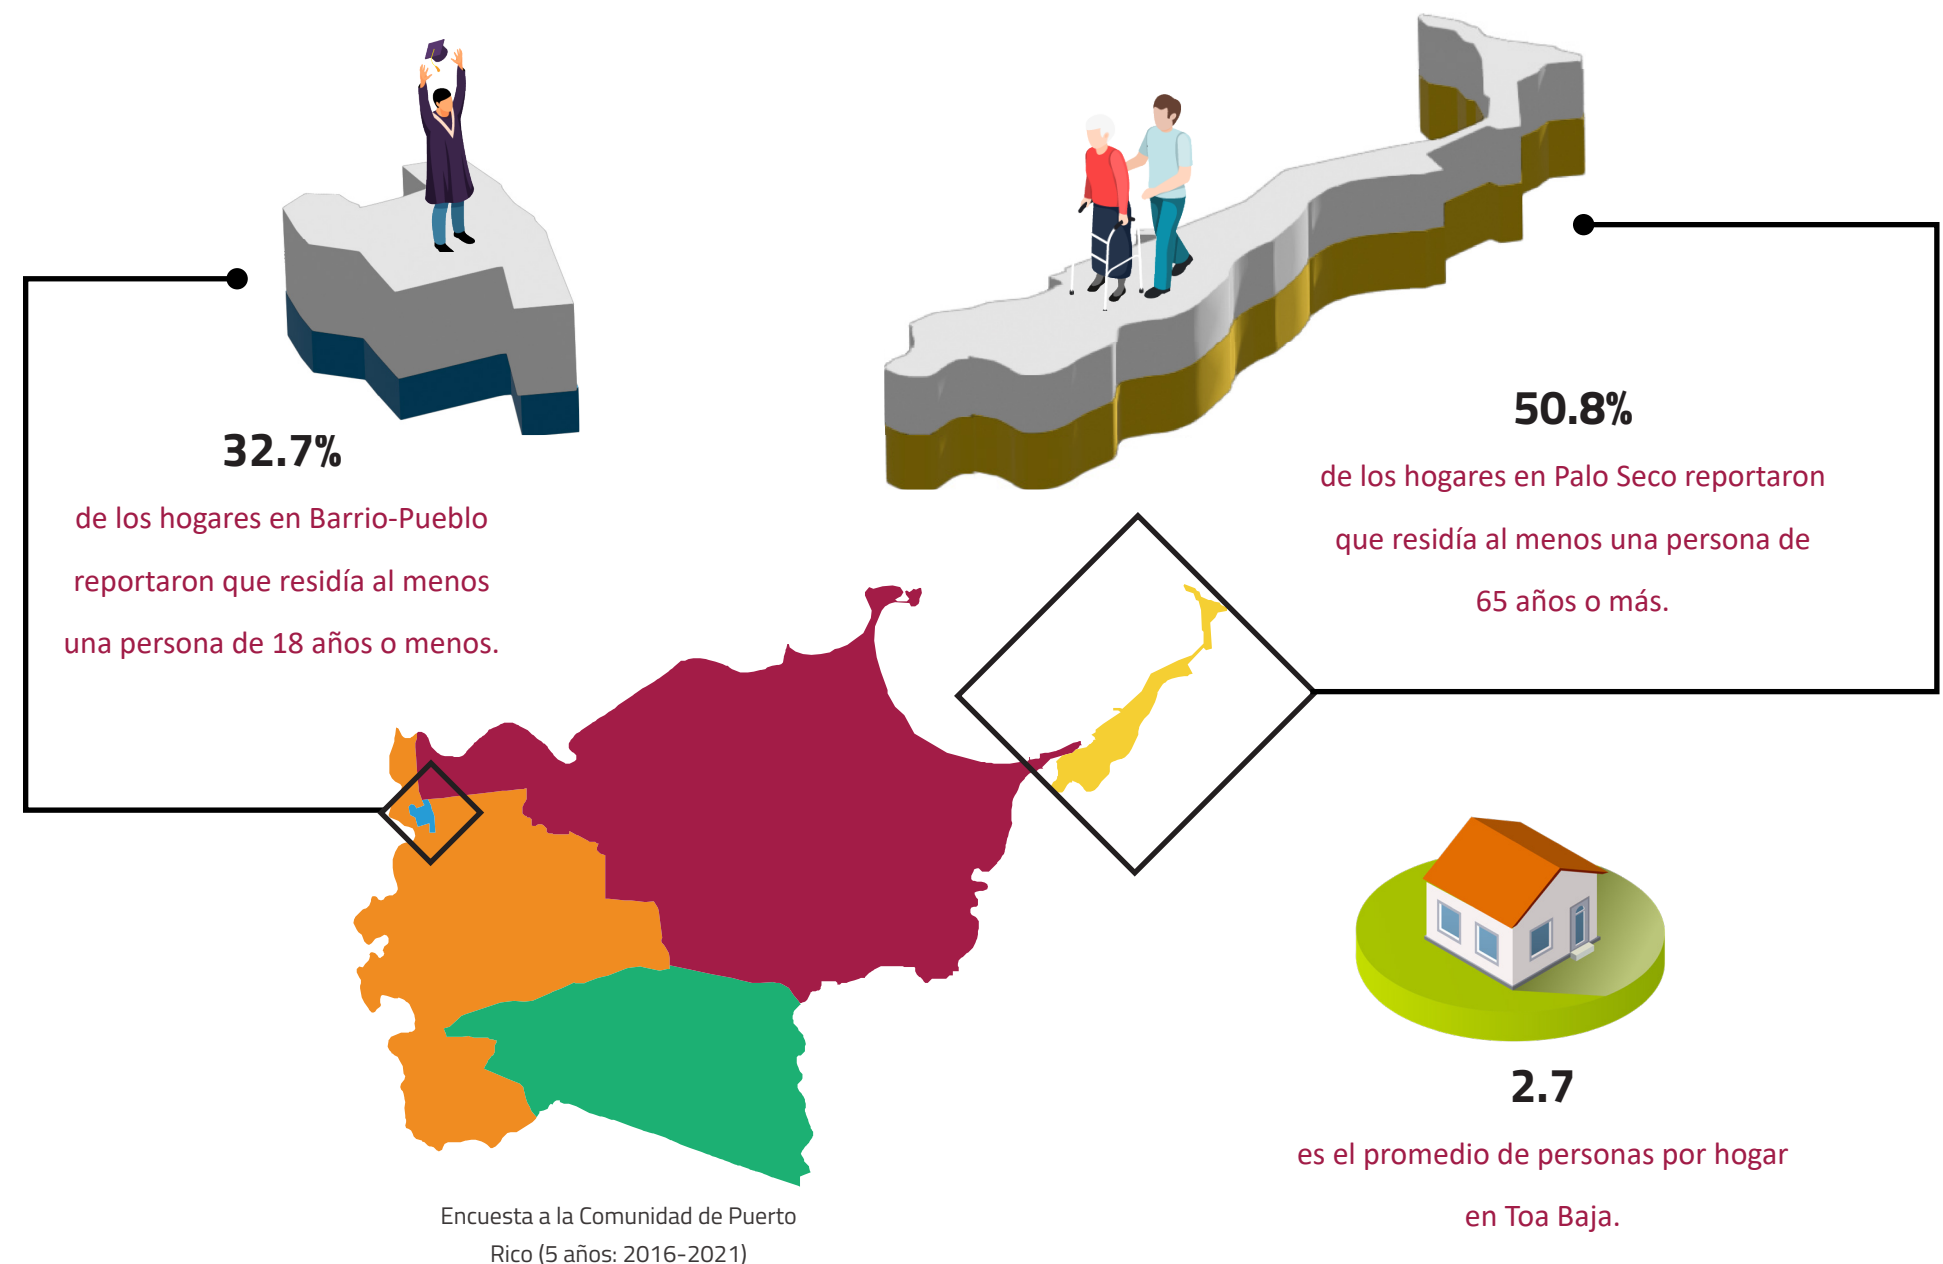 32.7%
de los hogares en Barrio-Pueblo
reportaron que residía al menos
una persona de 18 años o menos.
50.8%
de los hogares en Palo Seco reportaron
que residía al menos una persona de
65 años o más.
2.7
es el promedio de personas por hogar
en Toa Baja.
Encuesta a la Comunidad de Puerto
Rico (5 años: 2016-2021)